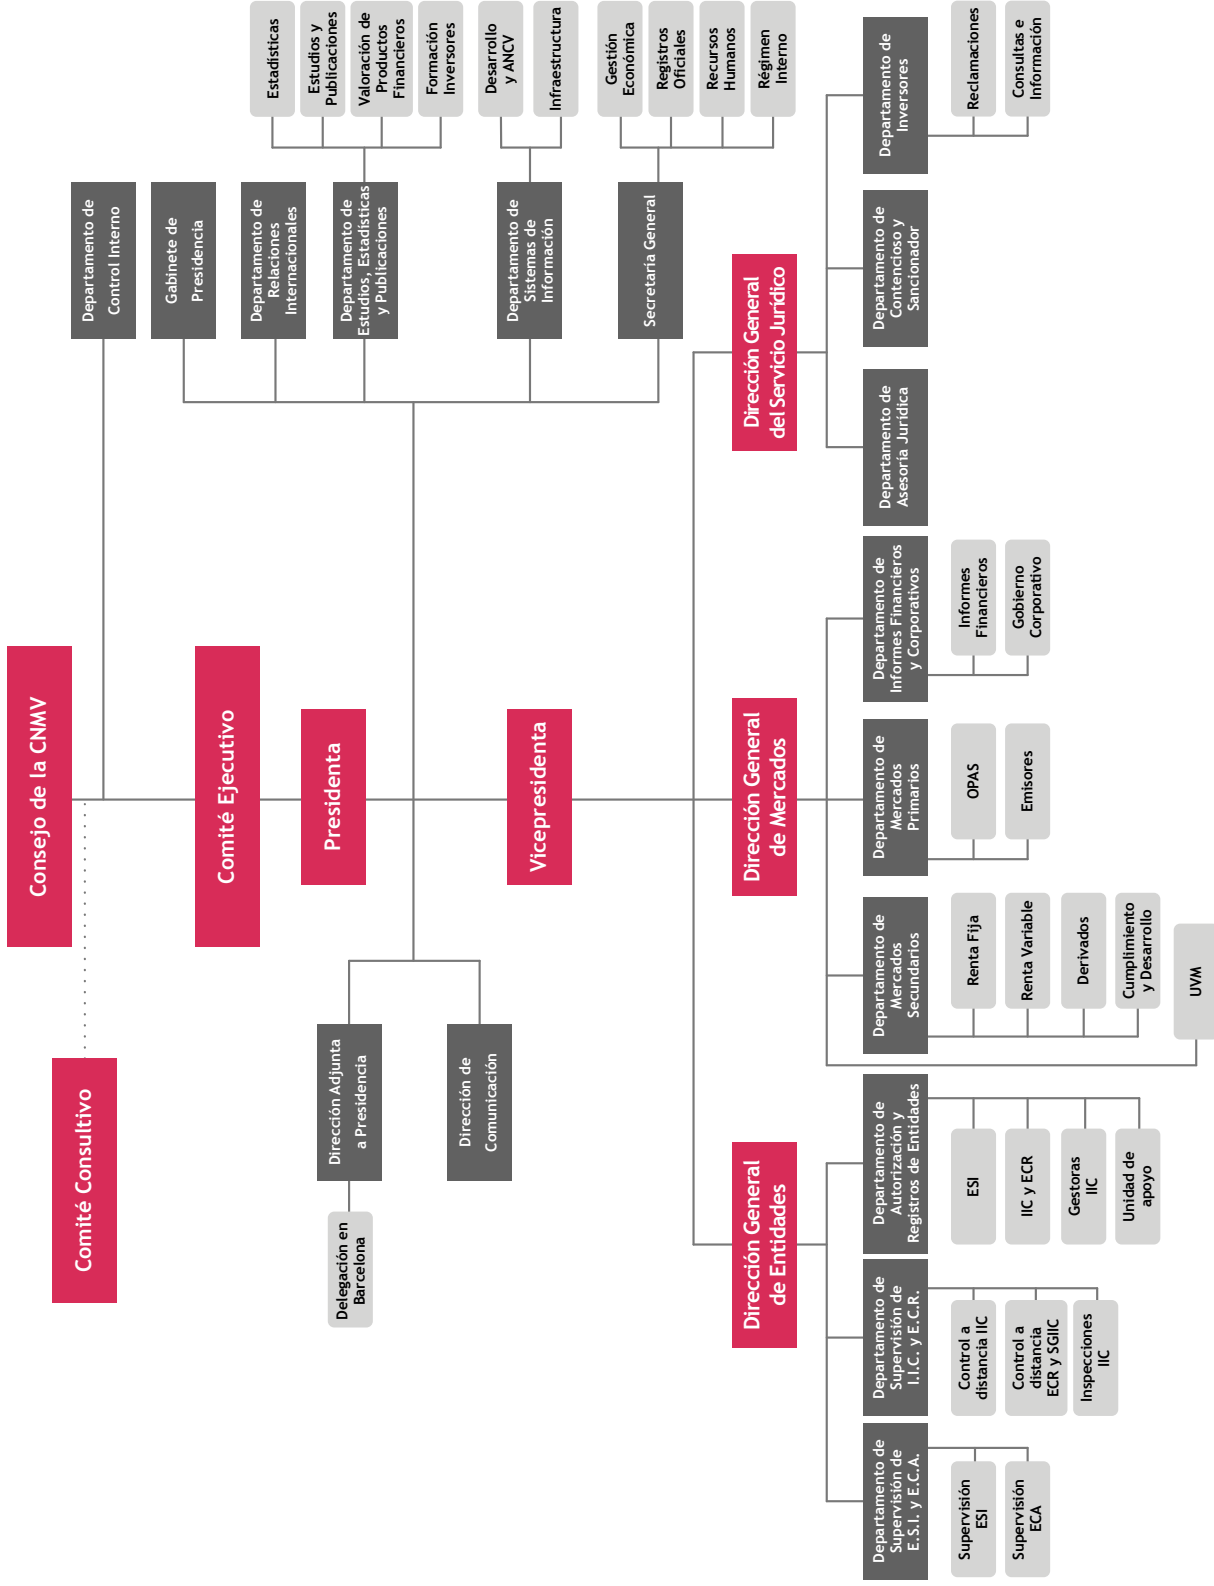 Comité Consultivo
Consejo de la CNMV
Departamento de
Control Interno
Comité Ejecutivo
Presidenta
Vicepresidenta
Delegación en
Barcelona
Dirección Adjunta
a Presidencia
Dirección de
Comunicación
Gabinete de
Presidencia
Departamento de
Relaciones
Internacionales
Departamento de
Estudios, Estadísticas
y Publicaciones
Estadísticas
Estudios y
Publicaciones
Valoración de
Productos
Financieros
Formación
Inversores
Departamento de
Sistemas de
Información
Desarrollo
y ANCV
Infraestructura
Secretaría General
Gestión
Económica
Registros
Oficiales
Recursos
Humanos
Régimen
Interno
Dirección General
de Entidades
Departamento de
Supervisión de
E.S.I. y E.C.A.
Supervisión
ESI
Supervisión
ECA
Departamento de
Supervisión de
I.I.C. y E.C.R.
Control a
distancia IIC
Control a
distancia
ECR y SGIIC
Inspecciones
IIC
Departamento de
Autorización y
Registros de Entidades
ESI
IIC y ECR
Gestoras
IIC
Unidad de
apoyo
Dirección General
de Mercados
Departamento de
Mercados
Secundarios
Renta Fija
Renta Variable
Derivados
Cumplimiento
y Desarrollo
UVM
Departamento de
Mercados
Primarios
OPAS
Emisores
Departamento de
Informes Financieros
y Corporativos
Informes
Financieros
Gobierno
Corporativo
Dirección General
del Servicio Jurídico
Departamento de
Asesoría Jurídica
Departamento de
Contencioso y
Sancionador
Departamento de
Inversores
Reclamaciones
Consultas e
Información